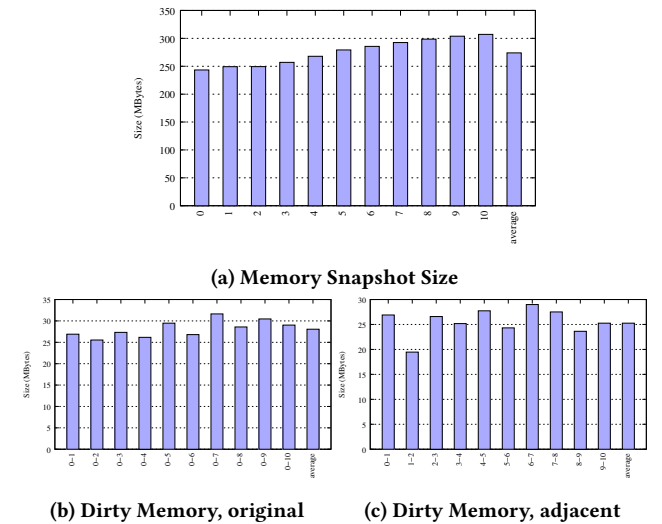 350
300
250
200
150
100
50
0
Size (MBytes)
0 1 2 3 4 5 6 7 8 9 10 average
(a) Memory Snapshot Size
35
30
25
20
15
10
5
0
Size (MBytes)
0−1 0−2 0−3 0−4 0−5 0−6 0−7 0−8 0−9 0−10 average
(b) Dirty Memory, original
30
25
20
15
10
5
0
Size (MBytes)
0−1 1−2 2−3 3−4 4−5 5−6 6−7 7−8 8−9 9−10 average
(c) Dirty Memory, adjacent